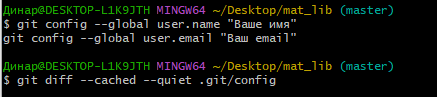 Динар@DESKTOP-L1K9JTH MINGW64 ~/Desktop/mat_lib (master)
$ git config --global user.name "Ваше имя"
git config --global user.email "Ваш email"
Динар@DESKTOP-L1K9JTH MINGW64 ~/Desktop/mat_lib (master)
$ git diff --cached --quiet .git/config